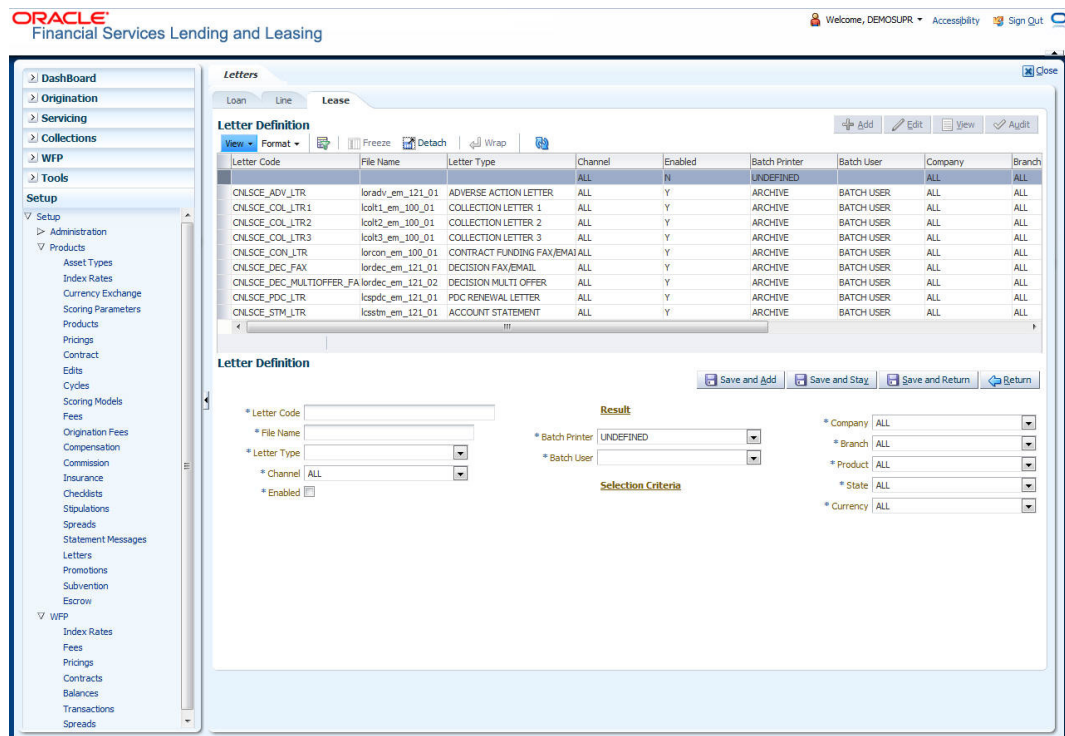 ORACLE
Financial Services Lending and Leasing
Welcome, DEMOSUPR Accessibility Sign Out
DashBoard
Origination
Servicing
Collections
WFP
Tools
Setup
Setup
Administration
Products
Asset Types
Index Rates
Currency Exchange
Scoring Parameters
Products
Pricings
Contract
Edits
Cycles
Scoring Models
Fees
Origination Fees
Compensation
Commission
Insurance
Checklists
Stipulations
Spreads
Statement Messages
Letters
Promotions
Subvention
Escrow
WFP
Index Rates
Fees
Pricings
Contracts
Balances
Transactions
Spreads
Letters Close
Loan Line Lease
Letter Definition Add Edit View Audit
View Format Freeze Detach Wrap
Letter Code File Name Letter Type Channel Enabled Batch Printer Batch User Company Branch
ALL N UNDEFINED ALL ALL
CNLSCE_ADV_LTR loradv_em_121_01 ADVERSE ACTION LETTER ALL Y ARCHIVE BATCH USER ALL ALL
CNLSCE_COL_LTR1 lcolt1_em_100_01 COLLECTION LETTER 1 ALL Y ARCHIVE BATCH USER ALL ALL
CNLSCE_COL_LTR2 lcolt2_em_100_01 COLLECTION LETTER 2 ALL Y ARCHIVE BATCH USER ALL ALL
CNLSCE_COL_LTR3 lcolt3_em_100_01 COLLECTION LETTER 3 ALL Y ARCHIVE BATCH USER ALL ALL
CNLSCE_CON_LTR lorcon_em_100_01 CONTRACT FUNDING FAX/EMAI ALL Y ARCHIVE BATCH USER ALL ALL
CNLSCE_DEC_FAX lordec_em_121_01 DECISION FAX/EMAIL ALL Y ARCHIVE BATCH USER ALL ALL
CNLSCE_DEC_MULTIOFFER_FA lordec_em_121_02 DECISION MULTI OFFER ALL Y ARCHIVE BATCH USER ALL ALL
CNLSCE_PDC_LTR lcspdc_em_121_01 PDC RENEWAL LETTER ALL Y ARCHIVE BATCH USER ALL ALL
CNLSCE_STM_LTR lcsstm_em_121_01 ACCOUNT STATEMENT ALL Y ARCHIVE BATCH USER ALL ALL
Letter Definition
Save and Add Save and Stay Save and Return Return
* Letter Code
* File Name
* Letter Type
* Channel ALL
* Enabled
Result
* Batch Printer UNDEFINED
* Batch User
Selection Criteria
* Company ALL
* Branch ALL
* Product ALL
* State ALL
* Currency ALL